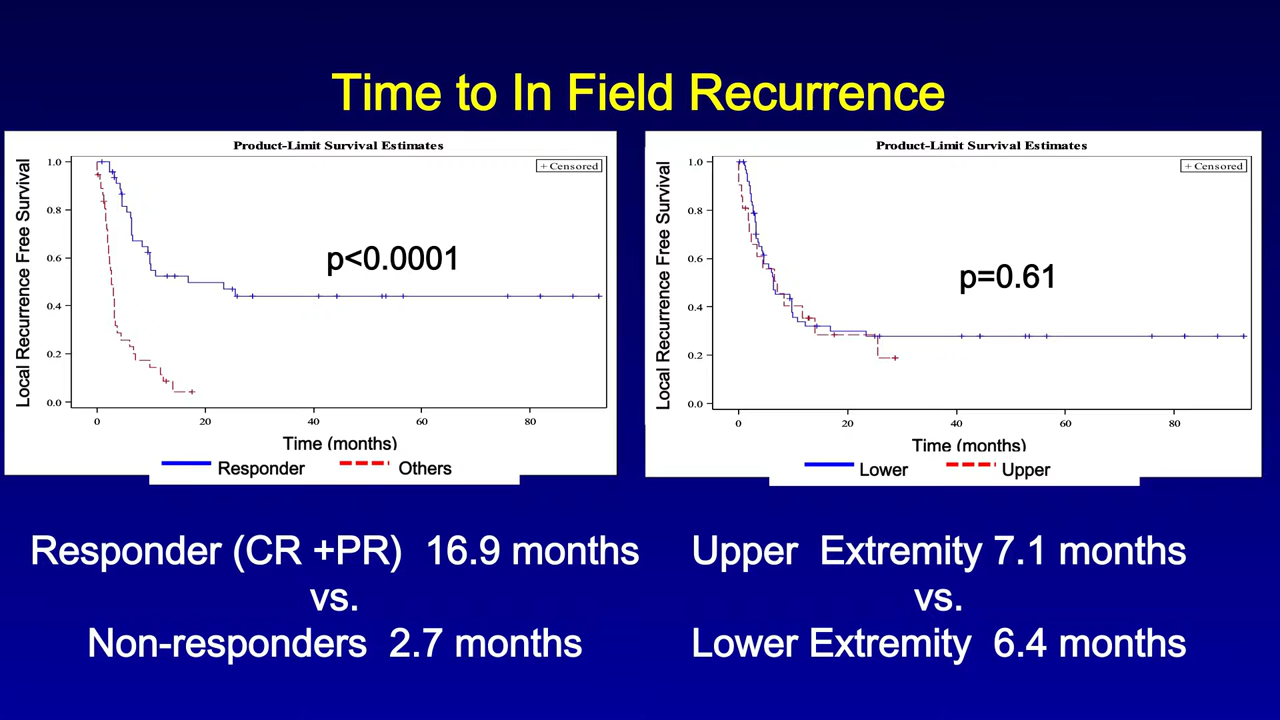 Time to In Field Recurrence
Product-Limit Survival Estimates
+ Censored
Local Recurrence Free Survival
1.0
0.8
0.6
0.4
0.2
0.0
p<0.0001
0 20 40 60 80
Time (months)
Responder Others
Product-Limit Survival Estimates
+ Censored
Local Recurrence Free Survival
1.0
0.8
0.6
0.4
0.2
0.0
p=0.61
0 20 40 60 80
Time (months)
Lower Upper
Responder (CR +PR) 16.9 months
vs.
Non-responders 2.7 months
Upper Extremity 7.1 months
vs.
Lower Extremity 6.4 months